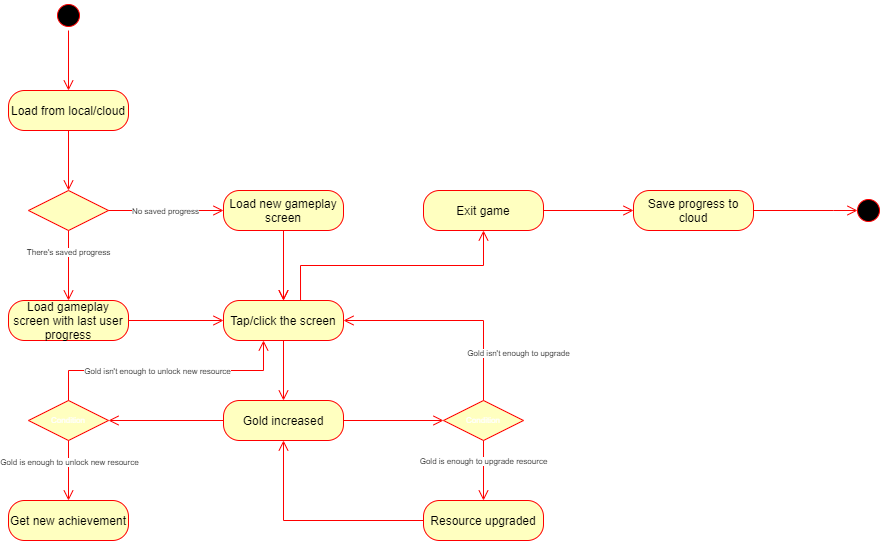 Load from local/cloud
No saved progress
Load new gameplay
screen
Exit game
Save progress to
cloud
There's saved progress
Load gameplay
screen with last user
progress
Tap/click the screen
Gold isn't enough to upgrade
Gold isn't enough to unlock new resource
Gold increased
Gold is enough to unlock new resource
Gold is enough to upgrade resource
Get new achievement
Resource upgraded